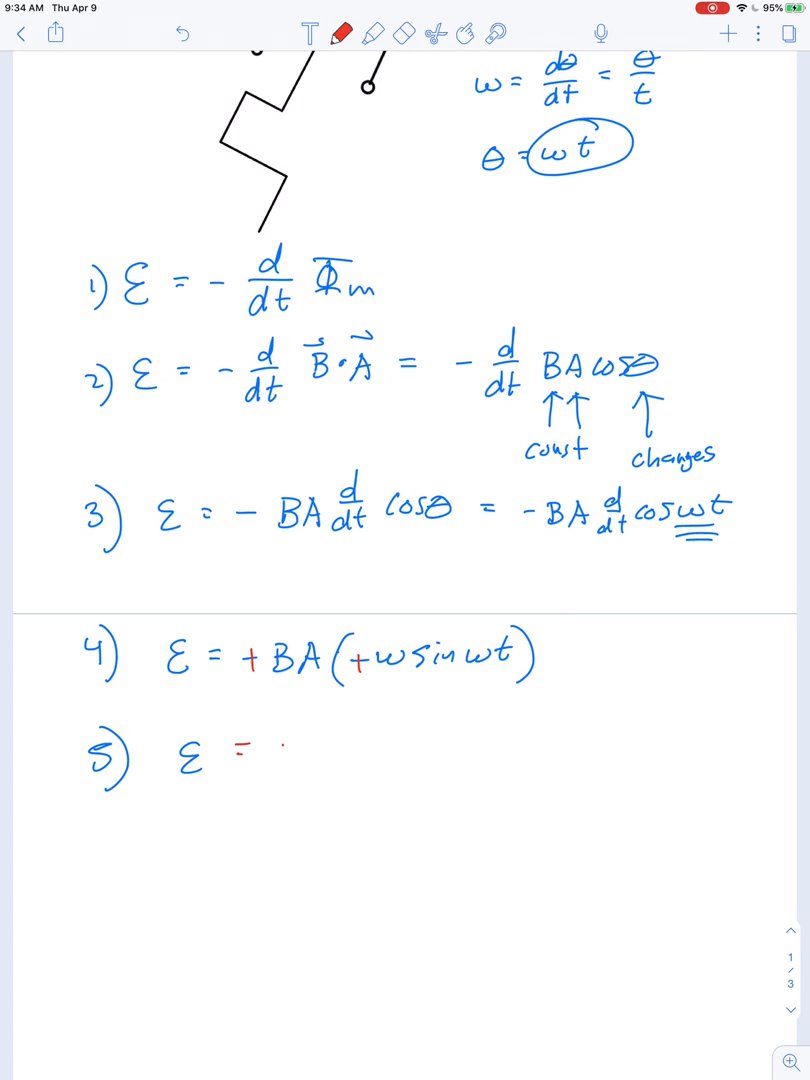 9:34 AM Thu Apr 9
95%
T
ω = dθ/dt = θ/t
θ = ωt
1) ℰ = - d/dt Φm
2) ℰ = - d/dt B⃗ · A⃗ = - d/dt BA cosθ
const
changes
3) ℰ = - BA d/dt cosθ = - BA d/dt cos ωt
4) ℰ = + BA (+ω sin ωt)
5) ℰ =
1
/
3